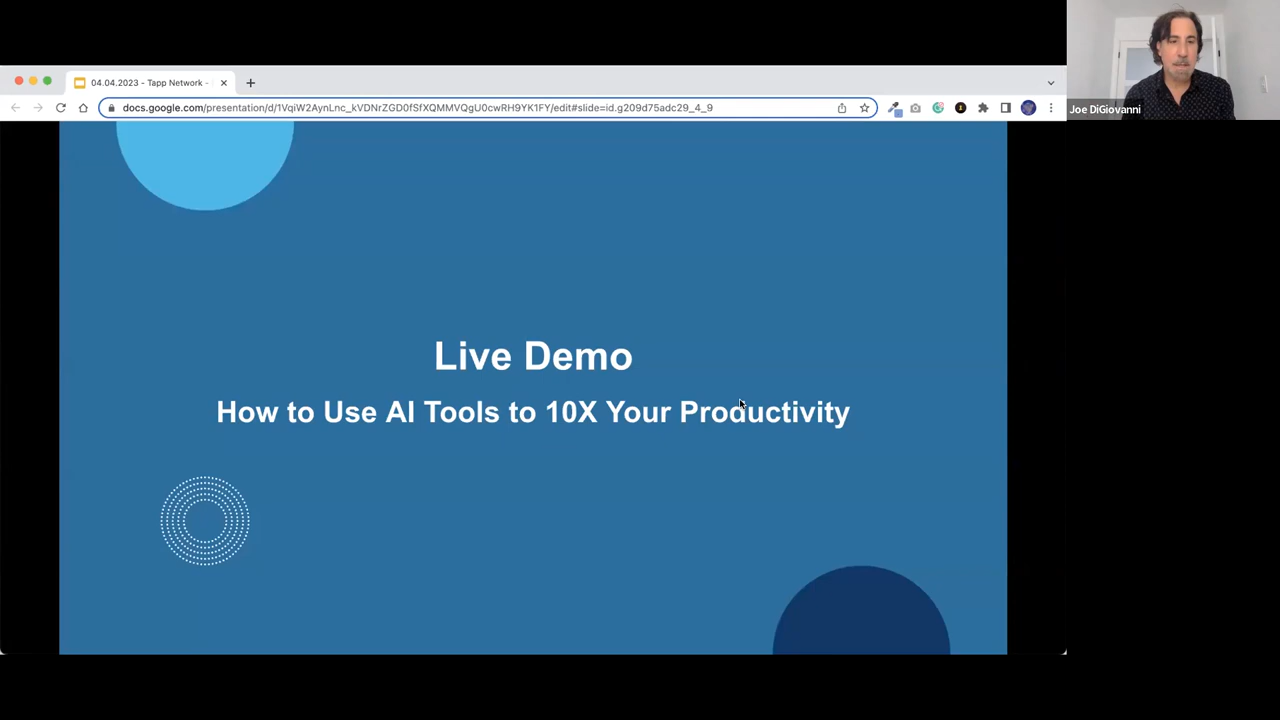 04.04.2023 - Tapp Network -
docs.google.com/presentation/d/1VqiW2AynLnc_kVDNrZGD0fSfXQMMVQgU0cwRH9YK1FY/edit#slide=id.g209d75adc29_4_9
Joe DiGiovanni
Live Demo
How to Use AI Tools to 10X Your Productivity